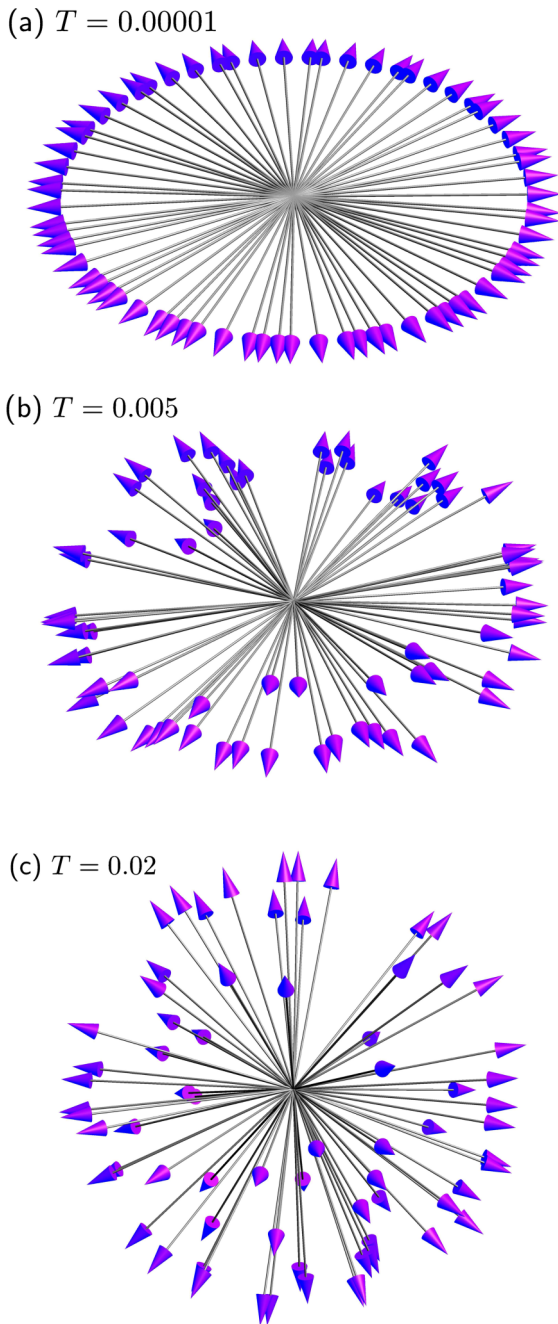 (a) T = 0.00001
(b) T = 0.005
(c) T = 0.02